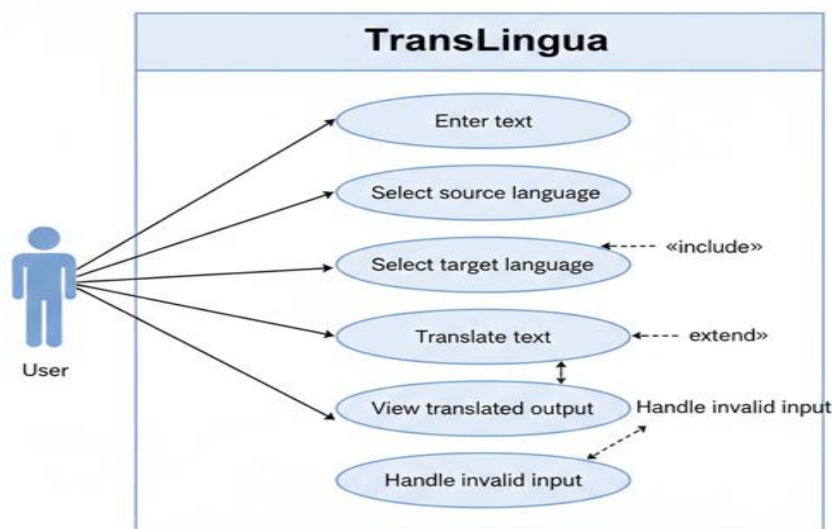 TransLingua
Enter text
Select source language
«include»
Select target language
Translate text
extend»
User
View translated output
Handle invalid input
Handle invalid input